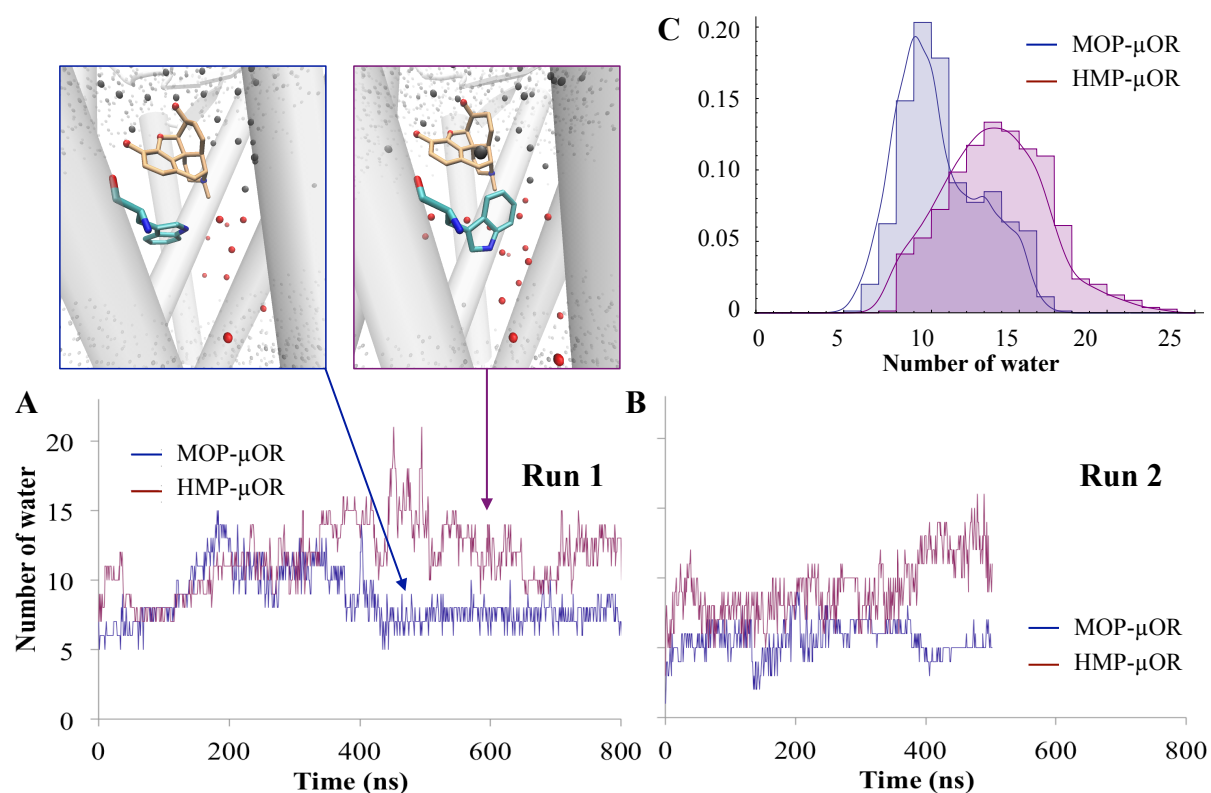 C
0.20
0.15
0.10
0.05
0
0
5
10
15
20
25
Number of water
MOP-µOR
HMP-µOR
A
Number of water
20
15
10
5
0
MOP-µOR
HMP-µOR
Run 1
0
200
400
600
800
Time (ns)
B
Run 2
MOP-µOR
HMP-µOR
0
200
400
600
800
Time (ns)